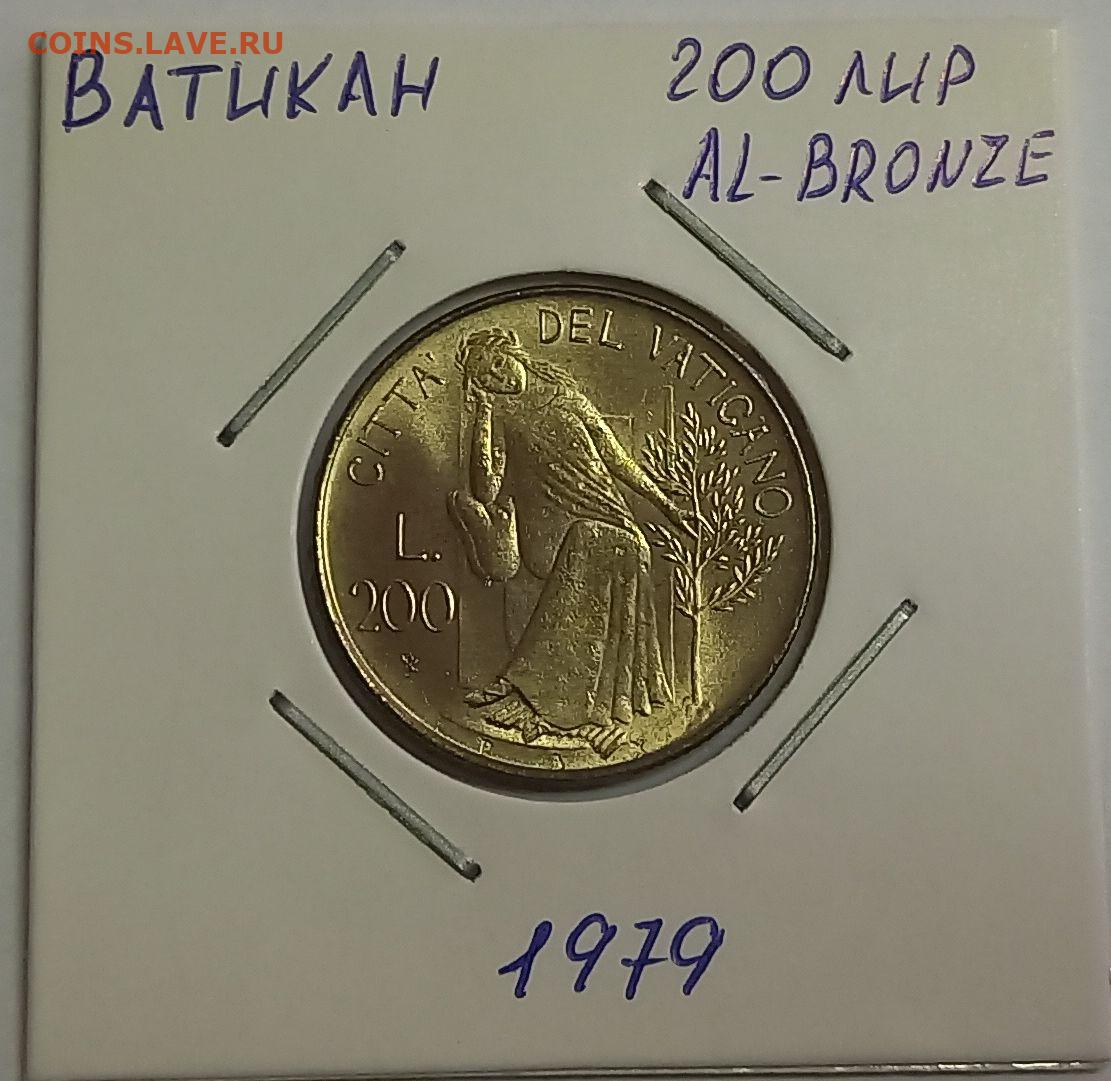 COINS.LAVE.RU
ВАТИКАН
200 ЛИР
AL-BRONZE
CITTA' DEL VATICANO
L.
200
1979